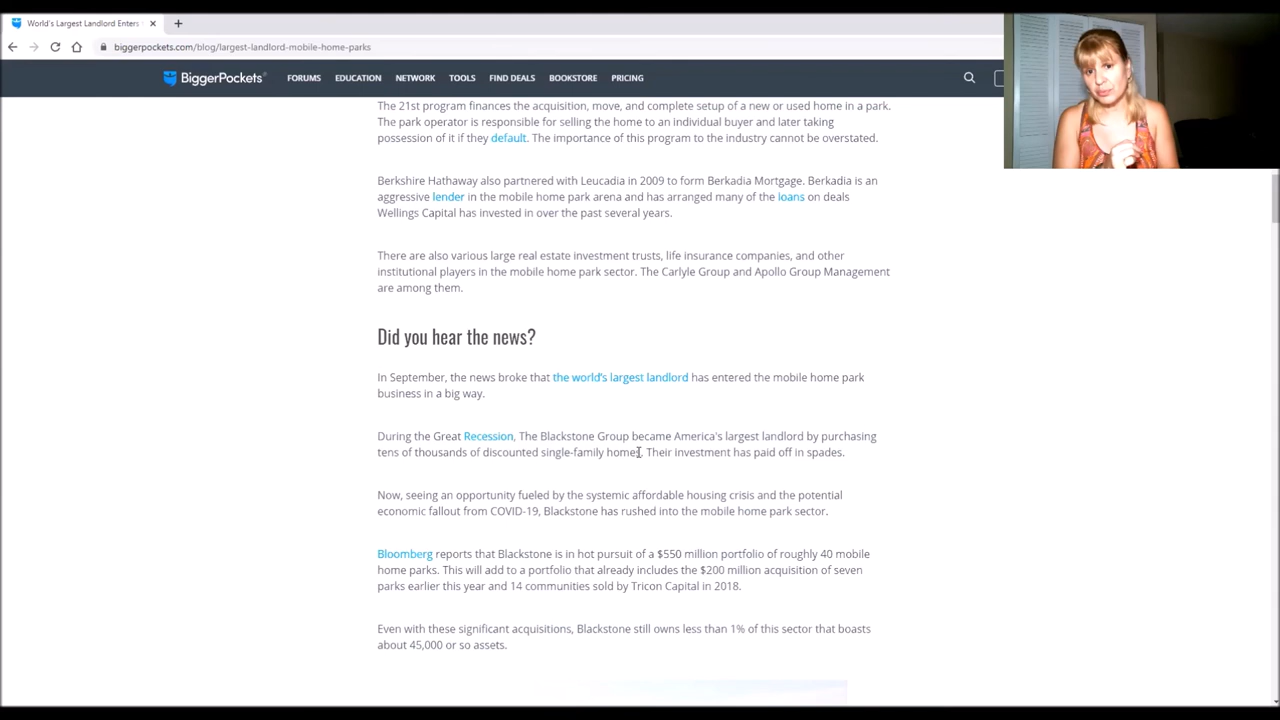 World's Largest Landlord Enters
biggerpockets.com/blog/largest-landlord-mobile-home-parks
BiggerPockets FORUMS EDUCATION NETWORK TOOLS FIND DEALS BOOKSTORE PRICING
The 21st program finances the acquisition, move, and complete setup of a new or used home in a park.
The park operator is responsible for selling the home to an individual buyer and later taking
possession of it if they default. The importance of this program to the industry cannot be overstated.
Berkshire Hathaway also partnered with Leucadia in 2009 to form Berkadia Mortgage. Berkadia is an
aggressive lender in the mobile home park arena and has arranged many of the loans on deals
Wellings Capital has invested in over the past several years.
There are also various large real estate investment trusts, life insurance companies, and other
institutional players in the mobile home park sector. The Carlyle Group and Apollo Group Management
are among them.
Did you hear the news?
In September, the news broke that the world's largest landlord has entered the mobile home park
business in a big way.
During the Great Recession, The Blackstone Group became America's largest landlord by purchasing
tens of thousands of discounted single-family homes. Their investment has paid off in spades.
Now, seeing an opportunity fueled by the systemic affordable housing crisis and the potential
economic fallout from COVID-19, Blackstone has rushed into the mobile home park sector.
Bloomberg reports that Blackstone is in hot pursuit of a $550 million portfolio of roughly 40 mobile
home parks. This will add to a portfolio that already includes the $200 million acquisition of seven
parks earlier this year and 14 communities sold by Tricon Capital in 2018.
Even with these significant acquisitions, Blackstone still owns less than 1% of this sector that boasts
about 45,000 or so assets.